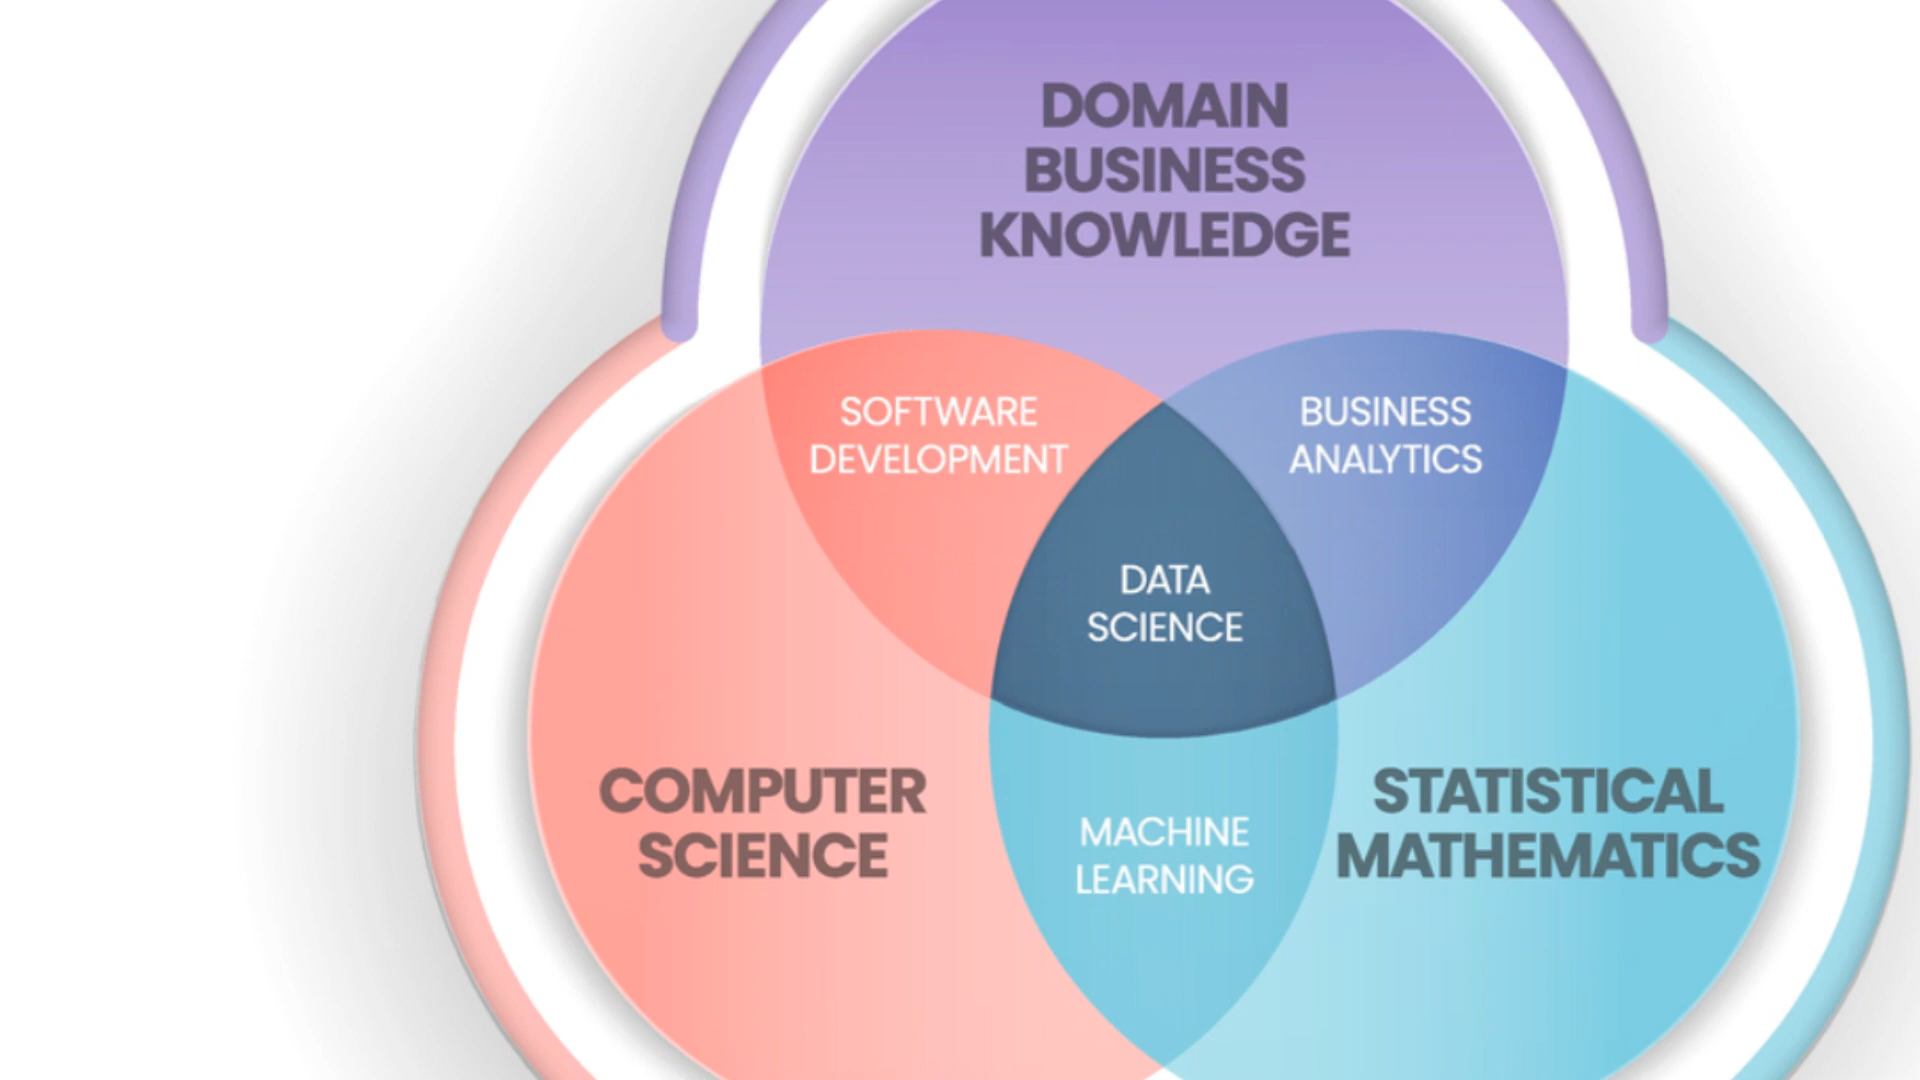 DOMAIN
BUSINESS
KNOWLEDGE
SOFTWARE
DEVELOPMENT
BUSINESS
ANALYTICS
DATA
SCIENCE
COMPUTER
SCIENCE
MACHINE
LEARNING
STATISTICAL
MATHEMATICS